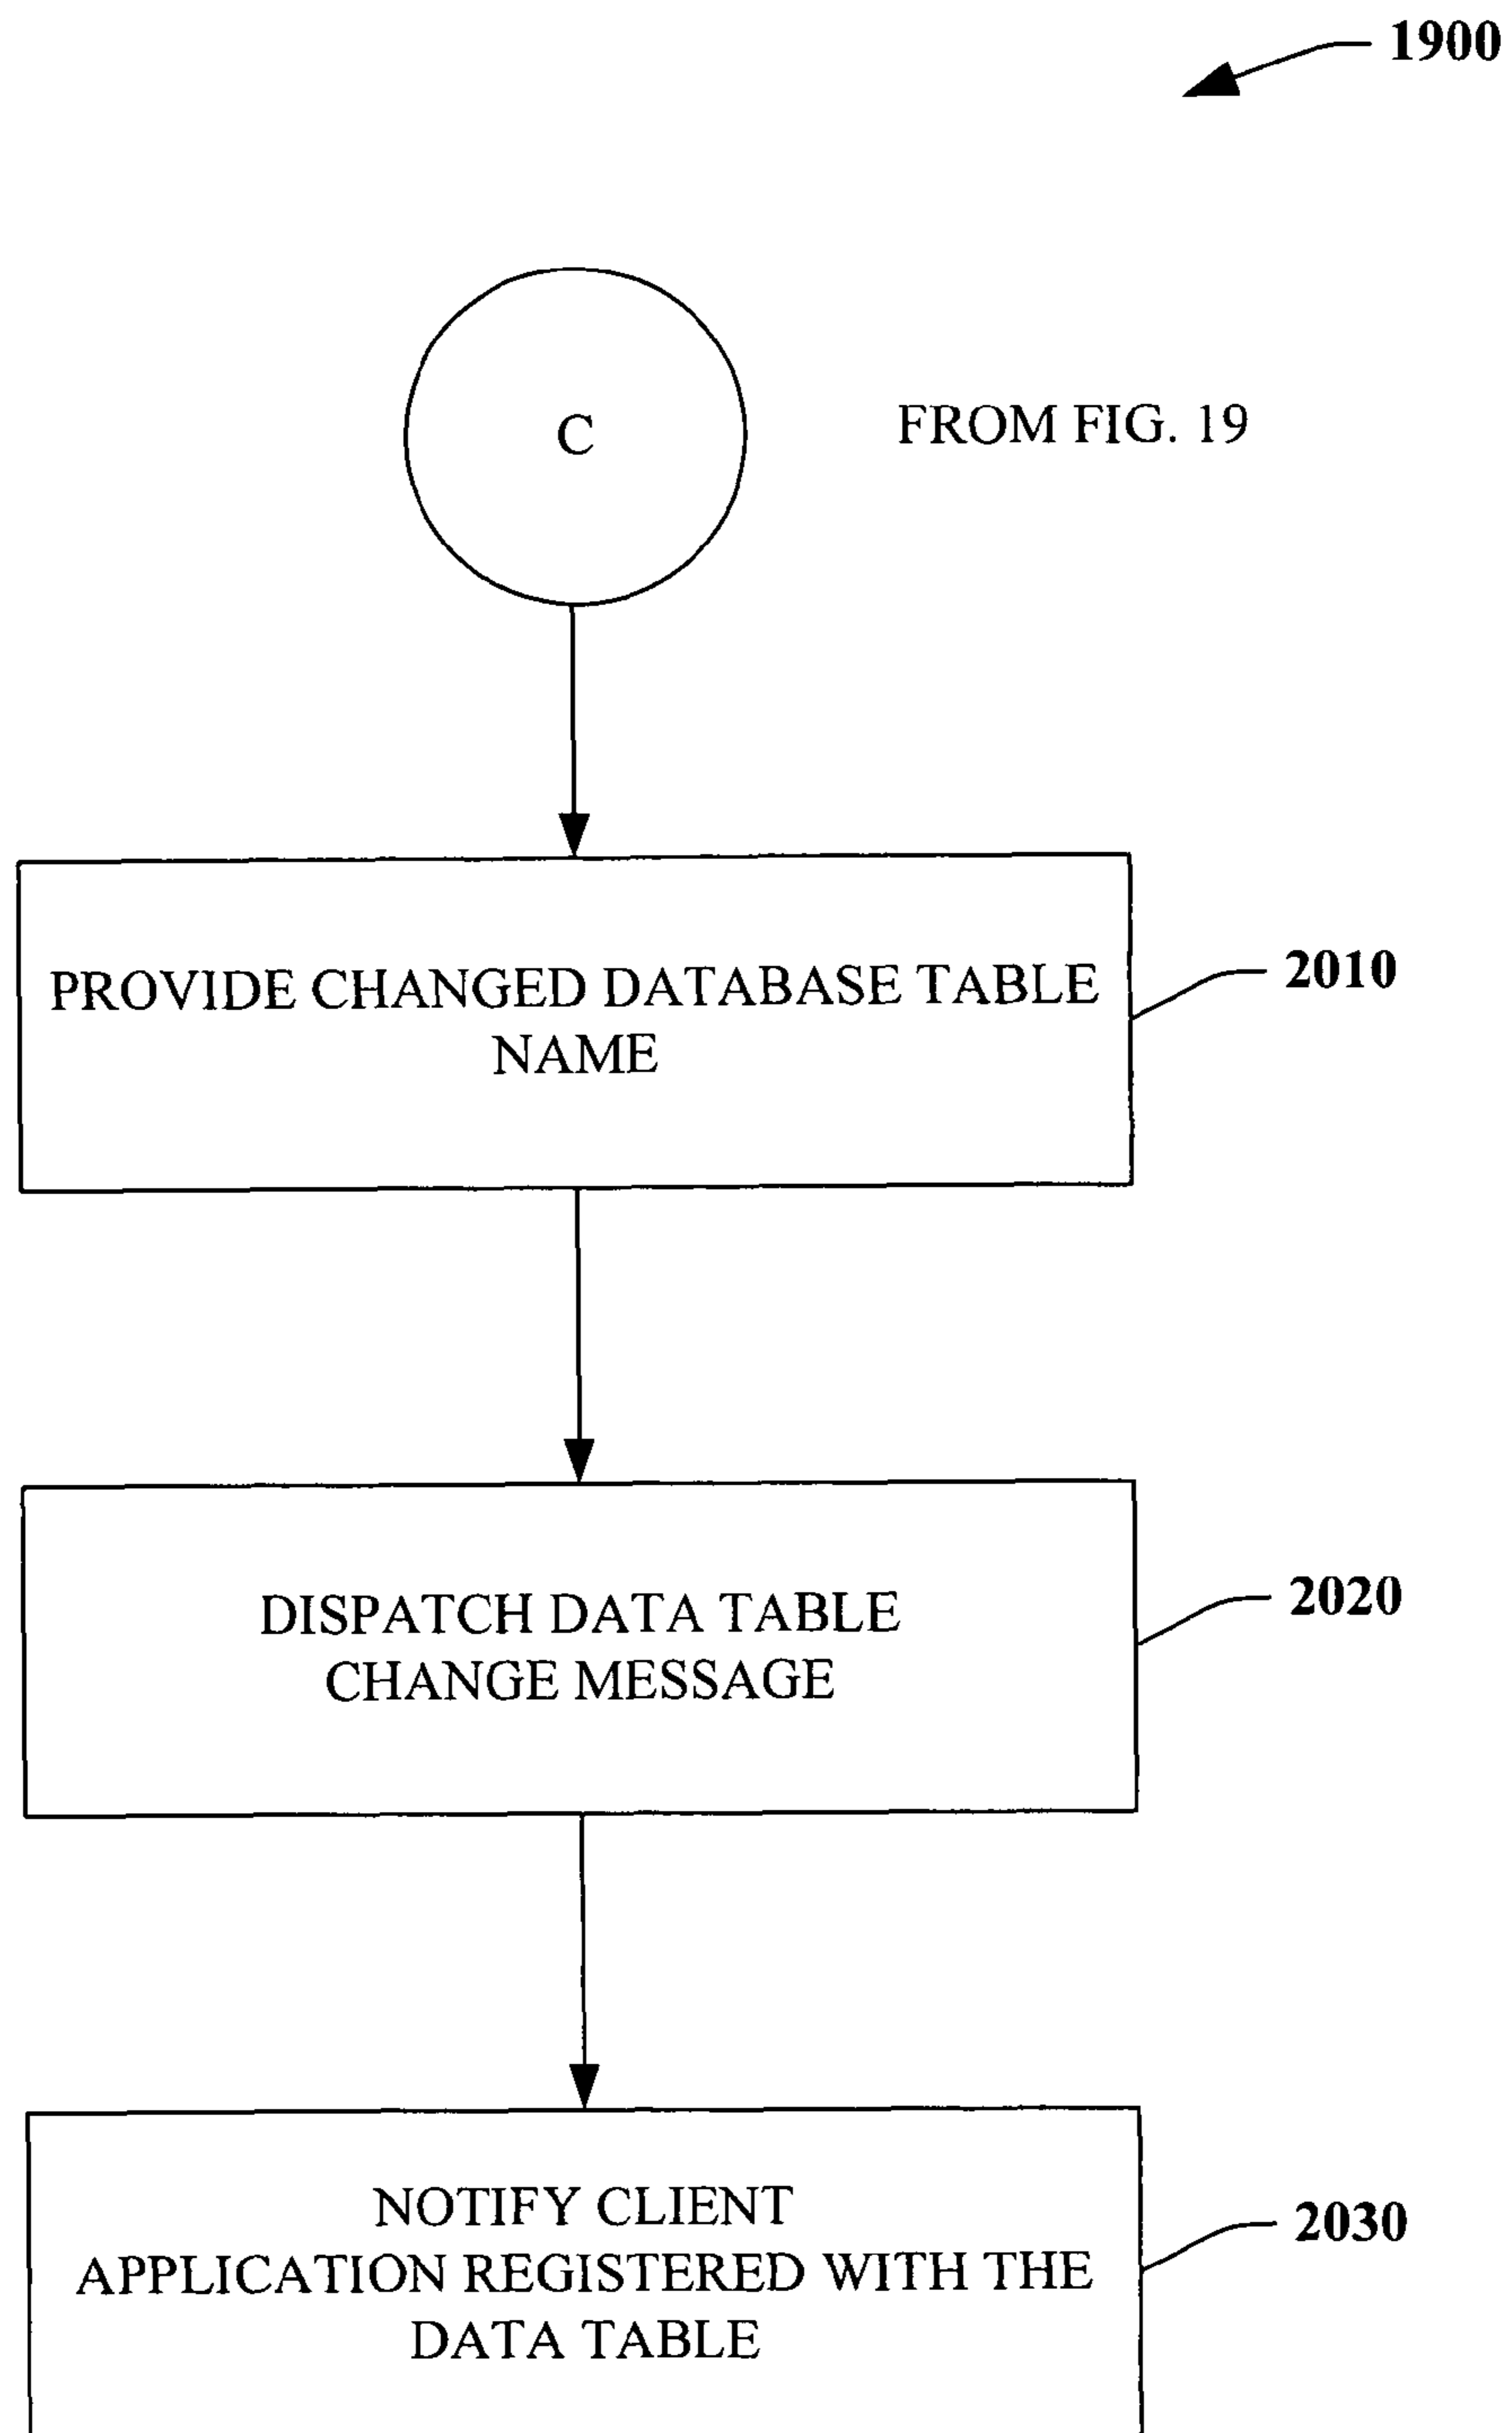 1900
C
FROM FIG. 19
PROVIDE CHANGED DATABASE TABLE
NAME
2010
DISPATCH DATA TABLE
CHANGE MESSAGE
2020
NOTIFY CLIENT
APPLICATION REGISTERED WITH THE
DATA TABLE
2030